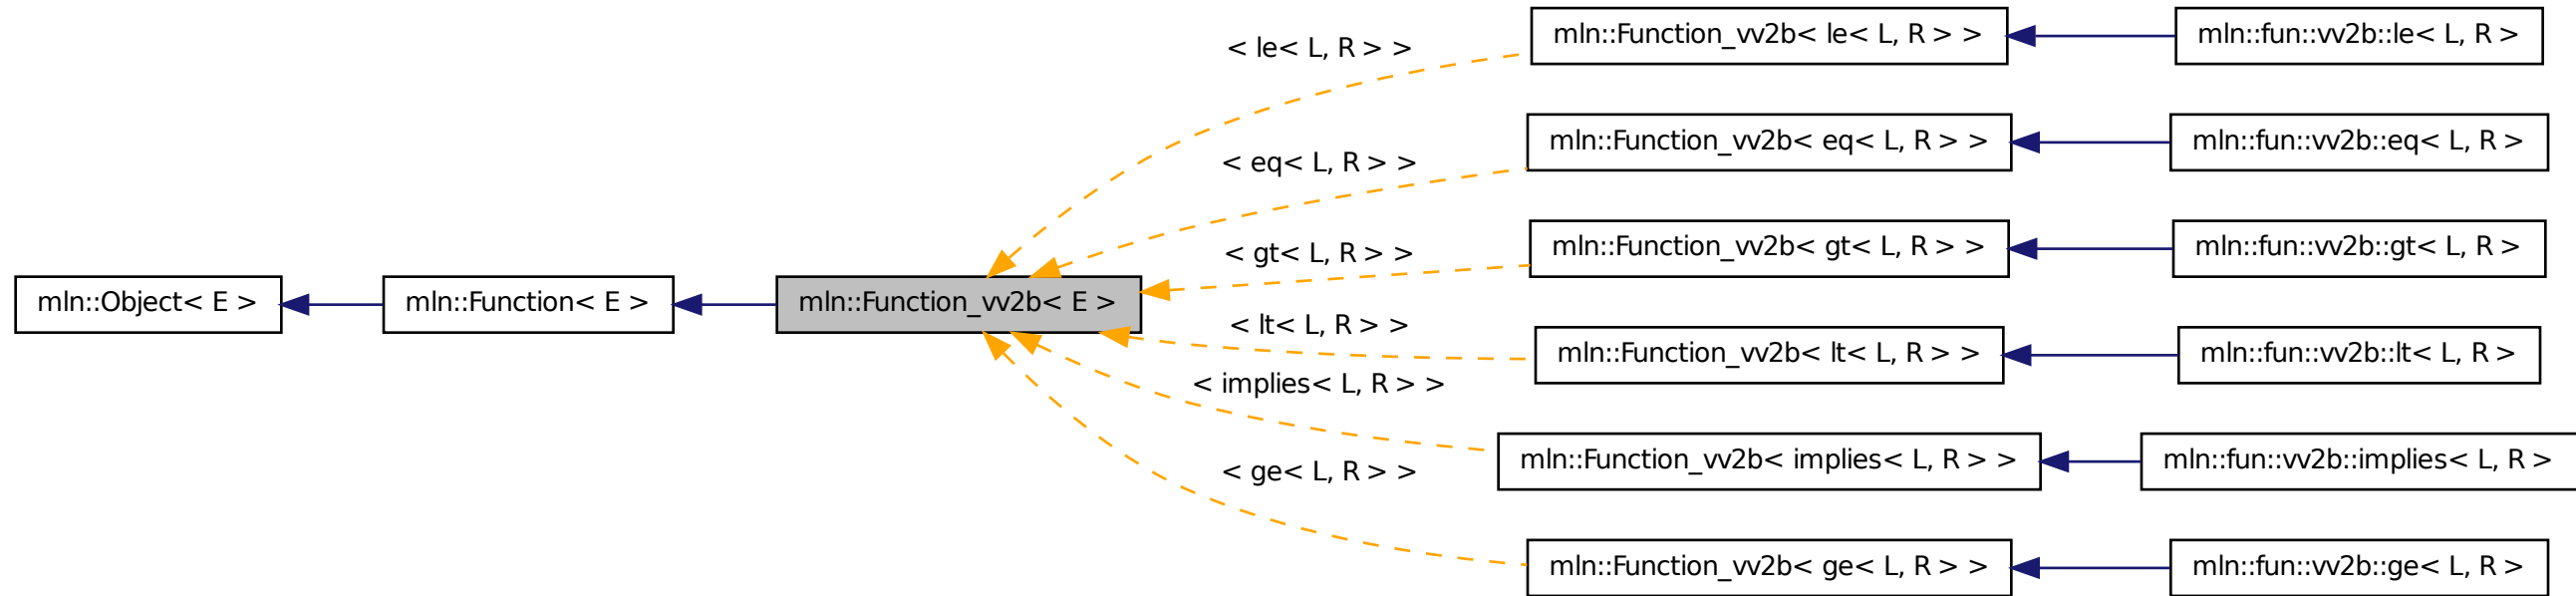 mln::Object< E >
mln::Function< E >
mln::Function_vv2b< E >
< le< L, R > >
mln::Function_vv2b< le< L, R > >
mln::fun::vv2b::le< L, R >
< eq< L, R > >
mln::Function_vv2b< eq< L, R > >
mln::fun::vv2b::eq< L, R >
< gt< L, R > >
mln::Function_vv2b< gt< L, R > >
mln::fun::vv2b::gt< L, R >
< lt< L, R > >
mln::Function_vv2b< lt< L, R > >
mln::fun::vv2b::lt< L, R >
< implies< L, R > >
mln::Function_vv2b< implies< L, R > >
mln::fun::vv2b::implies< L, R >
< ge< L, R > >
mln::Function_vv2b< ge< L, R > >
mln::fun::vv2b::ge< L, R >